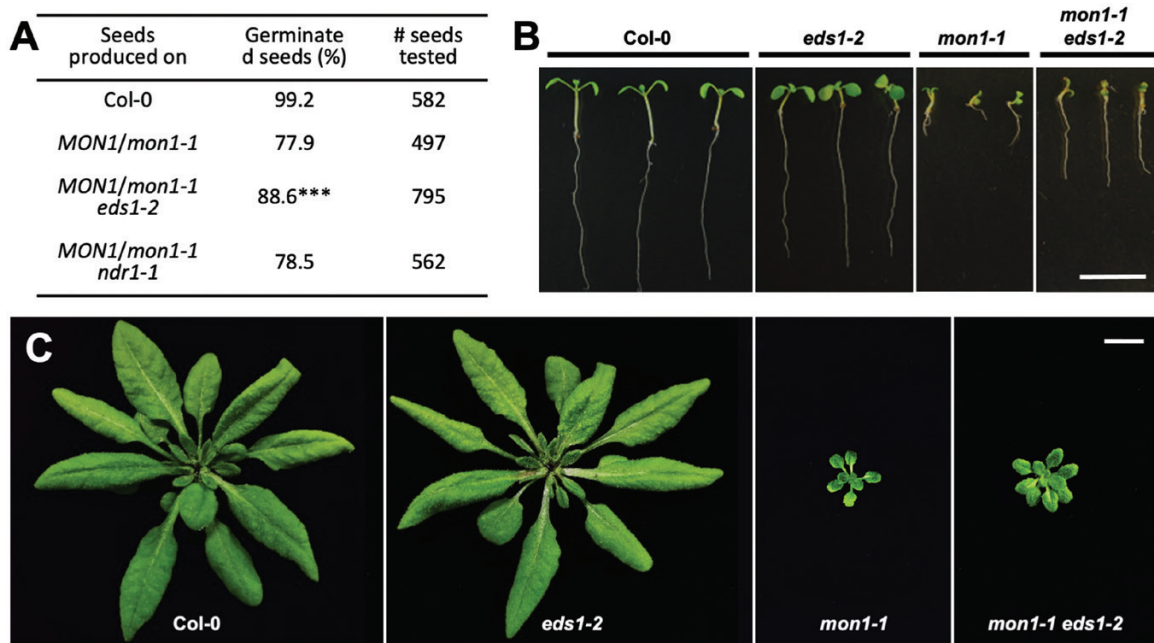 A
Seeds produced on Germinate d seeds (%) # seeds tested
Col-0 99.2 582
MON1/mon1-1 77.9 497
MON1/mon1-1 eds1-2 88.6*** 795
MON1/mon1-1 ndr1-1 78.5 562
B
Col-0 eds1-2 mon1-1 mon1-1 eds1-2
C
Col-0 eds1-2 mon1-1 mon1-1 eds1-2